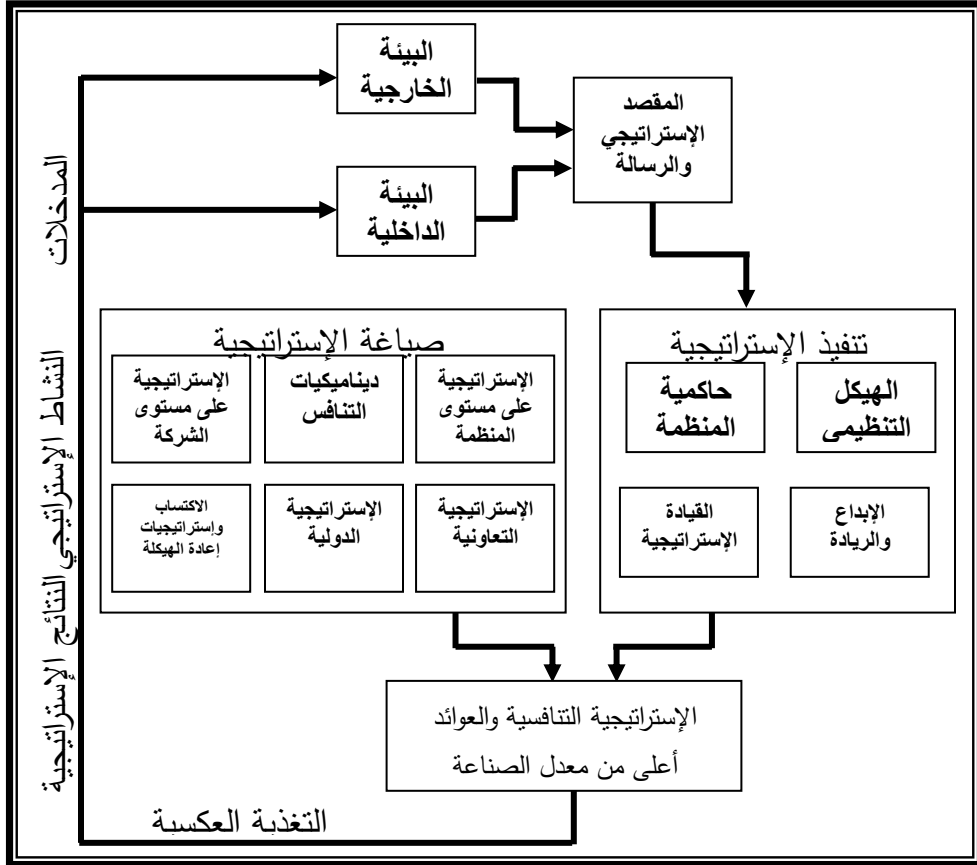 البيئة
الخارجية
المقصد
الإستراتيجي
والرسالة
البيئة
الداخلية
المدخلات
تنفيذ الإستراتيجية
الهيكل
التنظيمى
حاكمية
المنظمة
الإبداع
والريادة
القيادة
الإستراتيجية
صياغة الإستراتيجية
الإستراتيجية
على مستوى
المنظمة
ديناميكيات
التنافس
الإستراتيجية
على مستوى
الشركة
الإستراتيجية
التعاونية
الإستراتيجية
الدولية
الاكتساب
وإستراتيجيات
إعادة الهيكلة
النشاط الإستراتيجي
النتائج الإستراتيجية
الإستراتيجية التنافسية والعوائد
أعلى من معدل الصناعة
التغذية العكسية